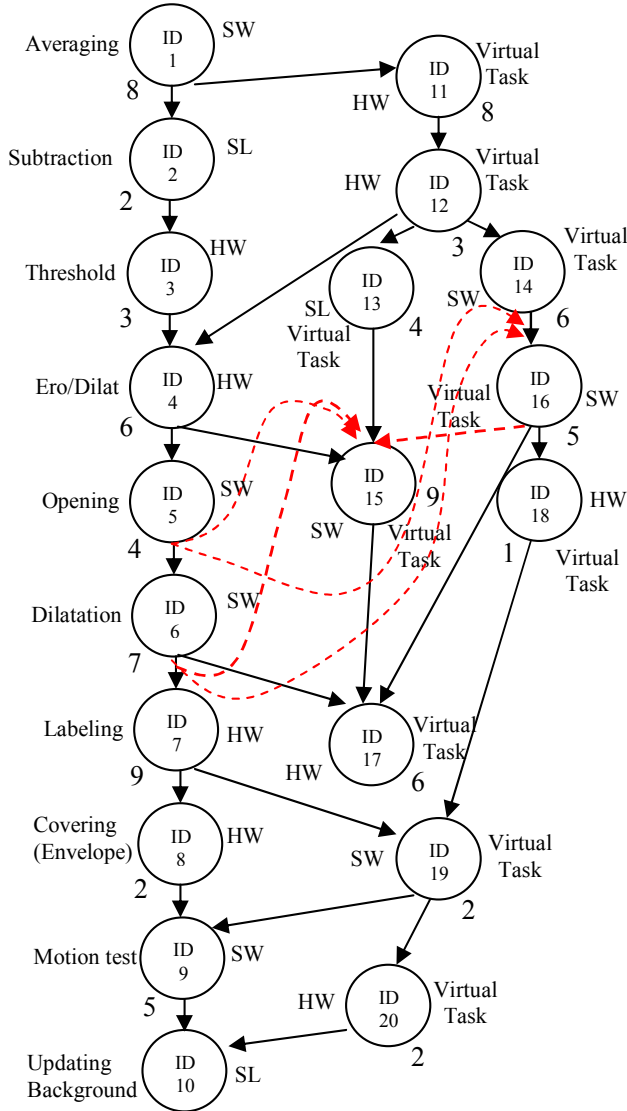 Averaging
ID
1
SW
8
ID
11
Virtual
Task
HW
8
Subtraction
ID
2
SL
2
HW
ID
12
Virtual
Task
3
Threshold
ID
3
HW
3
ID
13
SL
Virtual
Task
4
ID
14
Virtual
Task
SW
6
Ero/Dilat
ID
4
HW
6
Virtual
Task
ID
16
SW
5
Opening
ID
5
SW
4
ID
15
9
SW
Virtual
Task
ID
18
HW
1
Virtual
Task
Dilatation
ID
6
SW
7
Labeling
ID
7
HW
9
ID
17
Virtual
Task
HW
6
Covering
(Envelope)
ID
8
HW
2
SW
ID
19
Virtual
Task
2
Motion test
ID
9
SW
5
HW
ID
20
Virtual
Task
2
Updating
Background
ID
10
SL